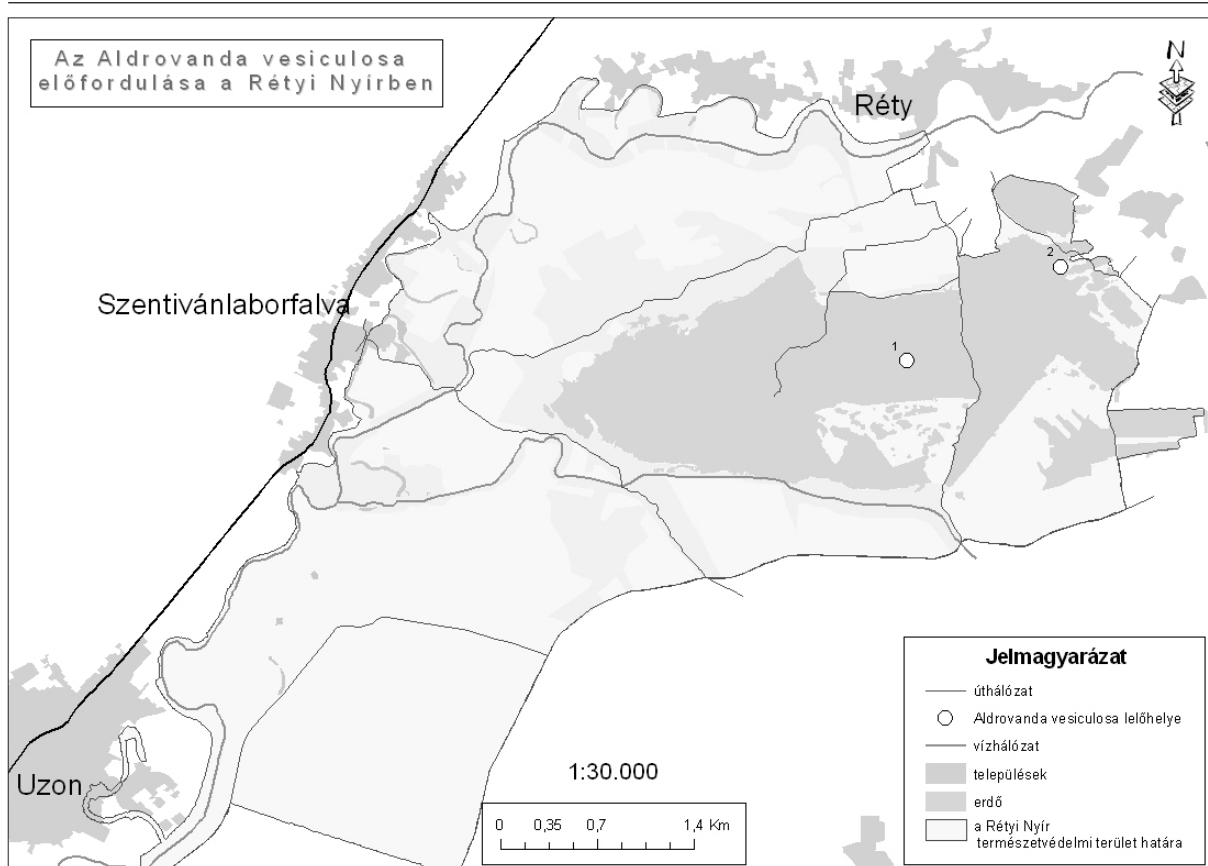 Az Aldrovanda vesiculosa
előfordulása a Rétyi Nyírben
N
Réty
Szentivánlaborfalva
2
1
Uzon
1:30.000
0 0,35 0,7 1,4 Km
Jelmagyarázat
úthálózat
Aldrovanda vesiculosa lelőhelye
vízhálózat
települések
erdő
a Rétyi Nyír
természetvédelmi terület határa